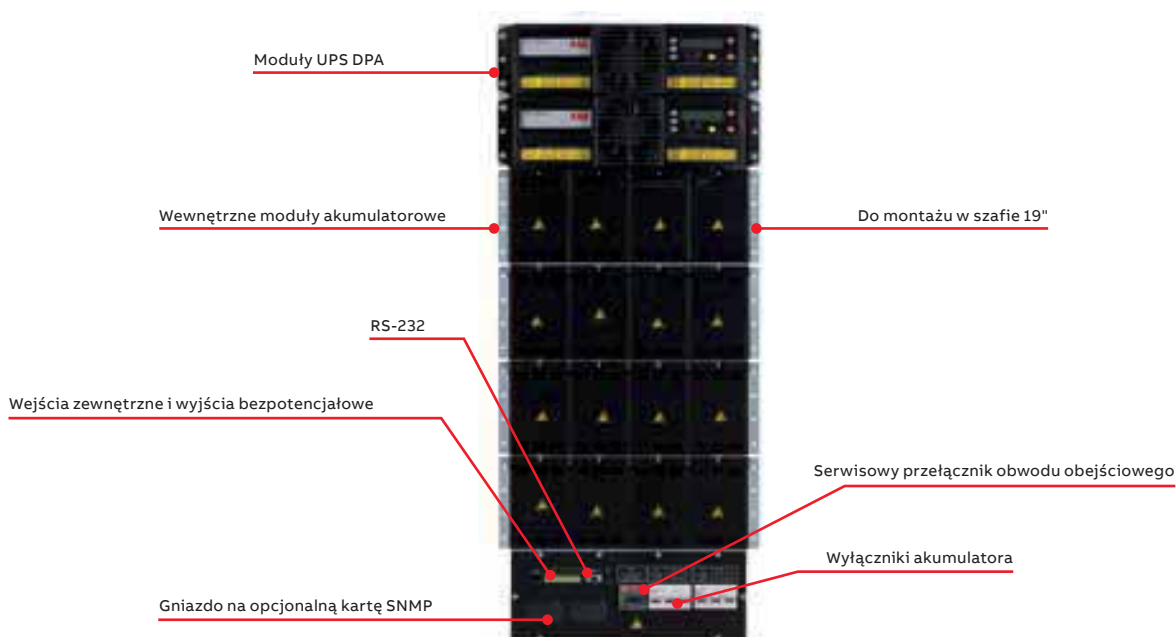 Moduły UPS DPA
Wewnętrzne moduły akumulatorowe
Do montażu w szafie 19"
RS-232
Wejścia zewnętrzne i wyjścia bezpotencjałowe
Serwisowy przełącznik obwodu obejściowego
Wyłączniki akumulatora
Gniazdo na opcjonalną kartę SNMP